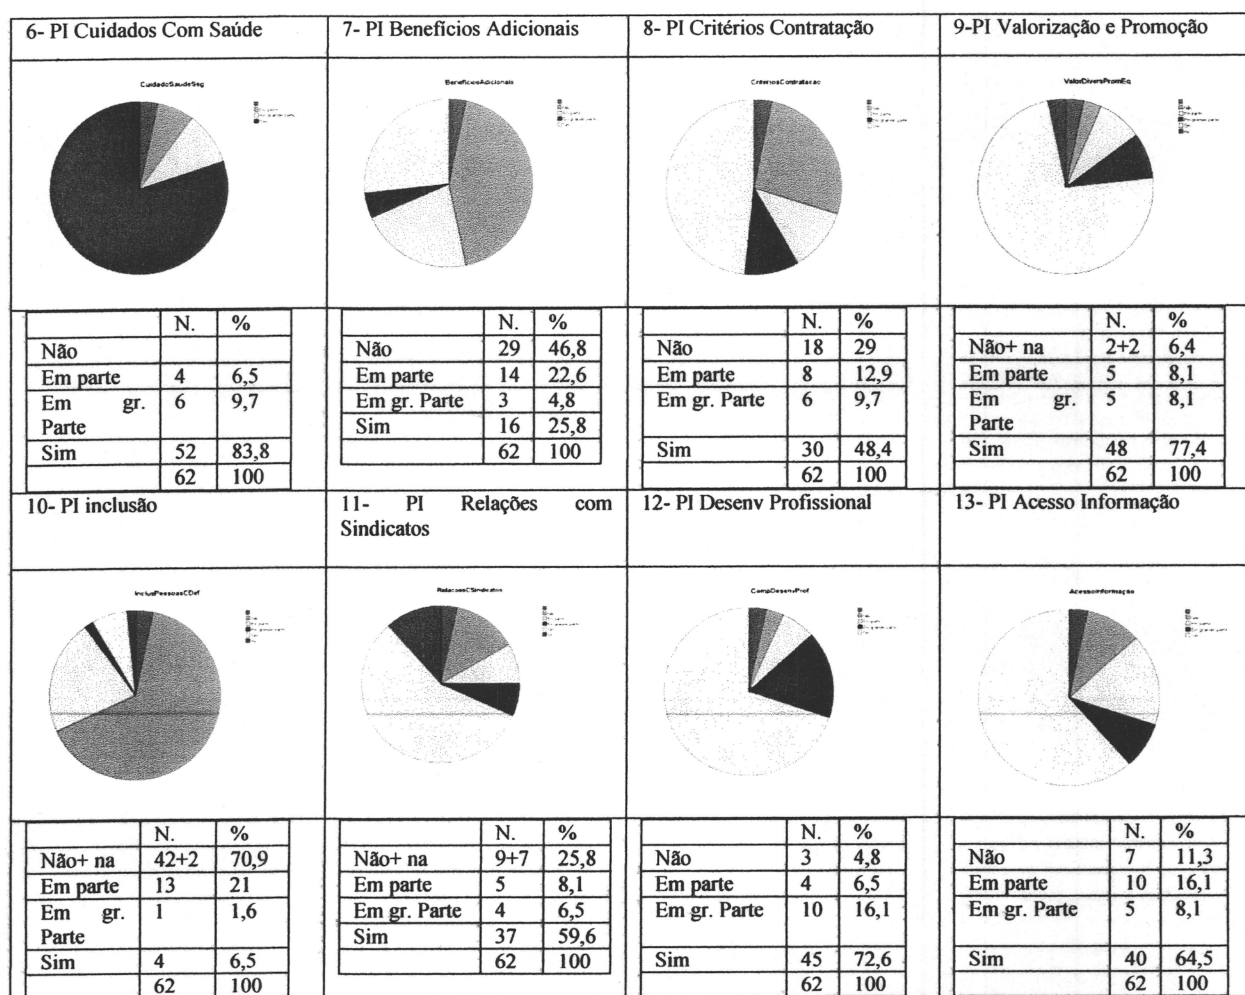 6- PI Cuidados Com Saúde
7- PI Benefícios Adicionais
8- PI Critérios Contratação
9-PI Valorização e Promoção
CuidadoSaudeSeg
BeneficiosAdicionais
CriteriosContratacao
ValorDiversPromEq
N. %
Não
Em parte 4 6,5
Em gr. Parte 6 9,7
Sim 52 83,8
62 100
N. %
Não 29 46,8
Em parte 14 22,6
Em gr. Parte 3 4,8
Sim 16 25,8
62 100
N. %
Não 18 29
Em parte 8 12,9
Em gr. Parte 6 9,7
Sim 30 48,4
62 100
N. %
Não+ na 2+2 6,4
Em parte 5 8,1
Em gr. Parte 5 8,1
Sim 48 77,4
62 100
10- PI inclusão
11- PI Relações com
Sindicatos
12- PI Desenv Profissional
13- PI Acesso Informação
InclusPessoasCDef
RelacoesCSindicatos
CompDesenvProf
AcessoInformação
N. %
Não+ na 42+2 70,9
Em parte 13 21
Em gr. Parte 1 1,6
Sim 4 6,5
62 100
N. %
Não+ na 9+7 25,8
Em parte 5 8,1
Em gr. Parte 4 6,5
Sim 37 59,6
62 100
N. %
Não 3 4,8
Em parte 4 6,5
Em gr. Parte 10 16,1
Sim 45 72,6
62 100
N. %
Não 7 11,3
Em parte 10 16,1
Em gr. Parte 5 8,1
Sim 40 64,5
62 100